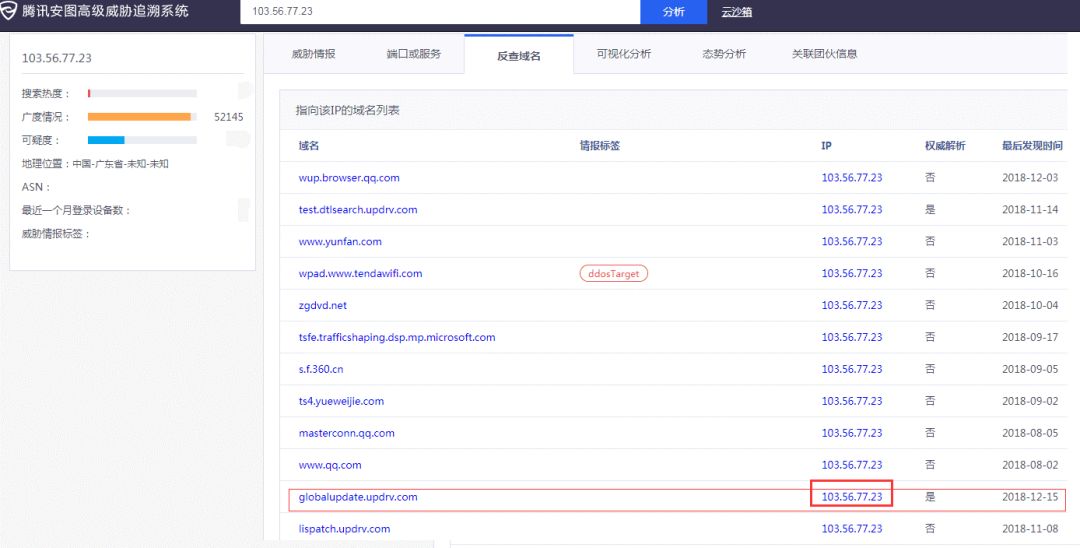 腾讯安图高级威胁追溯系统 103.56.77.23 分析 云沙箱
103.56.77.23
搜索热度：
广度情况： 52145
可疑度：
地理位置：中国-广东省-未知-未知
ASN：
最近一个月登录设备数：
威胁情报标签：
威胁情报 端口或服务 反查域名 可视化分析 态势分析 关联团伙信息
指向该IP的域名列表
域名 情报标签 IP 权威解析 最后发现时间
wup.browser.qq.com 103.56.77.23 否 2018-12-03
test.dtlsearch.updrv.com 103.56.77.23 是 2018-11-14
www.yunfan.com 103.56.77.23 否 2018-11-03
wpad.www.tendawifi.com ddosTarget 103.56.77.23 否 2018-10-16
zgdvd.net 103.56.77.23 否 2018-10-04
tsfe.trafficshaping.dsp.mp.microsoft.com 103.56.77.23 否 2018-09-17
s.f.360.cn 103.56.77.23 否 2018-09-05
ts4.yueweijie.com 103.56.77.23 否 2018-09-02
masterconn.qq.com 103.56.77.23 否 2018-08-05
www.qq.com 103.56.77.23 否 2018-08-02
globalupdate.updrv.com 103.56.77.23 是 2018-12-15
lispatch.updrv.com 103.56.77.23 否 2018-11-08